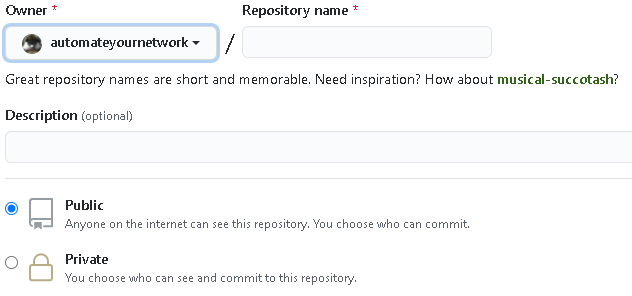 Owner * Repository name *
automateyournetwork /
Great repository names are short and memorable. Need inspiration? How about musical-succotash?
Description (optional)
Public
Anyone on the internet can see this repository. You choose who can commit.
Private
You choose who can see and commit to this repository.